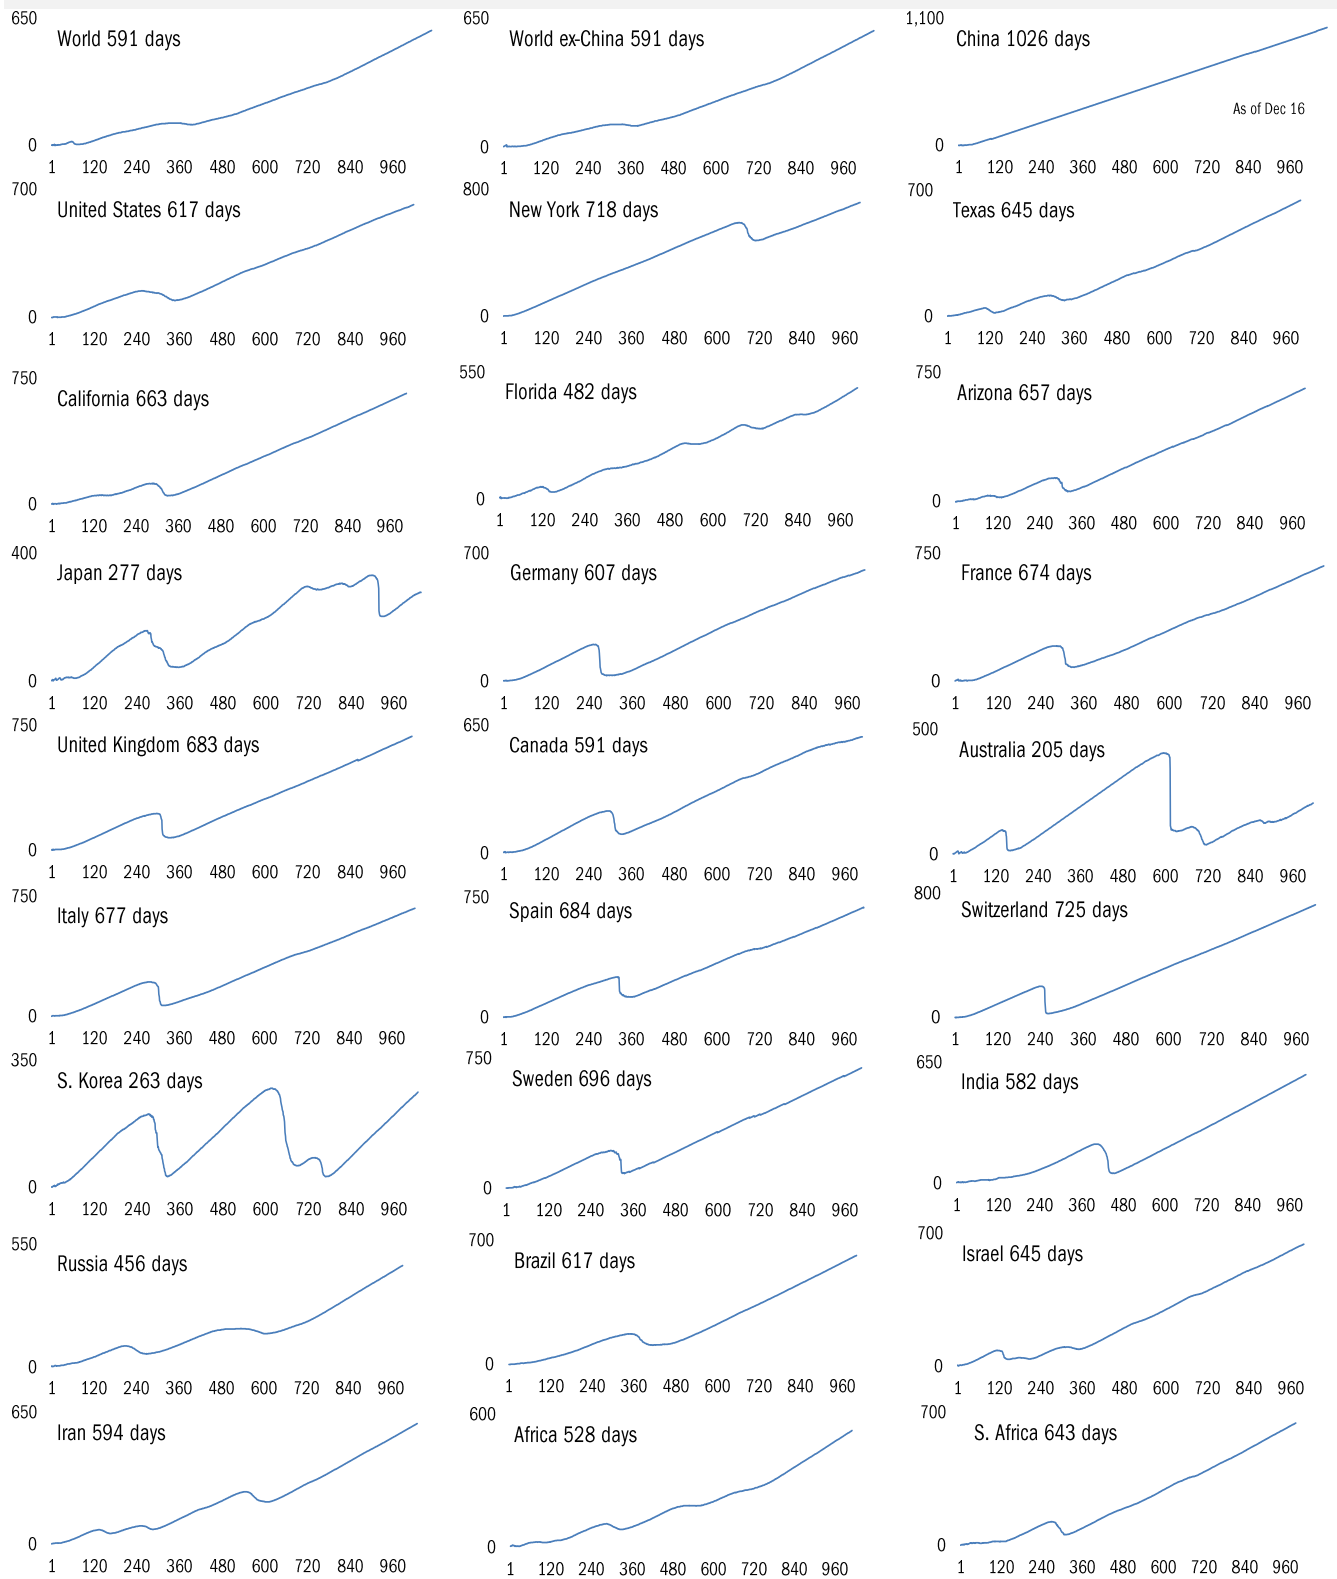 650
World 591 days
0
1 120 240 360 480 600 720 840 960
650
World ex-China 591 days
0
1 120 240 360 480 600 720 840 960
1,100
China 1026 days
As of Dec 16
0
1 120 240 360 480 600 720 840 960
700
United States 617 days
0
1 120 240 360 480 600 720 840 960
800
New York 718 days
0
1 120 240 360 480 600 720 840 960
700
Texas 645 days
0
1 120 240 360 480 600 720 840 960
750
California 663 days
0
1 120 240 360 480 600 720 840 960
550
Florida 482 days
0
1 120 240 360 480 600 720 840 960
750
Arizona 657 days
0
1 120 240 360 480 600 720 840 960
400
Japan 277 days
0
1 120 240 360 480 600 720 840 960
700
Germany 607 days
0
1 120 240 360 480 600 720 840 960
750
France 674 days
0
1 120 240 360 480 600 720 840 960
750
United Kingdom 683 days
0
1 120 240 360 480 600 720 840 960
650
Canada 591 days
0
1 120 240 360 480 600 720 840 960
500
Australia 205 days
0
1 120 240 360 480 600 720 840 960
750
Italy 677 days
0
1 120 240 360 480 600 720 840 960
750
Spain 684 days
0
1 120 240 360 480 600 720 840 960
800
Switzerland 725 days
0
1 120 240 360 480 600 720 840 960
350
S. Korea 263 days
0
1 120 240 360 480 600 720 840 960
750
Sweden 696 days
0
1 120 240 360 480 600 720 840 960
650
India 582 days
0
1 120 240 360 480 600 720 840 960
550
Russia 456 days
0
1 120 240 360 480 600 720 840 960
700
Brazil 617 days
0
1 120 240 360 480 600 720 840 960
700
Israel 645 days
0
1 120 240 360 480 600 720 840 960
650
Iran 594 days
0
1 120 240 360 480 600 720 840 960
600
Africa 528 days
0
1 120 240 360 480 600 720 840 960
700
S. Africa 643 days
0
1 120 240 360 480 600 720 840 960